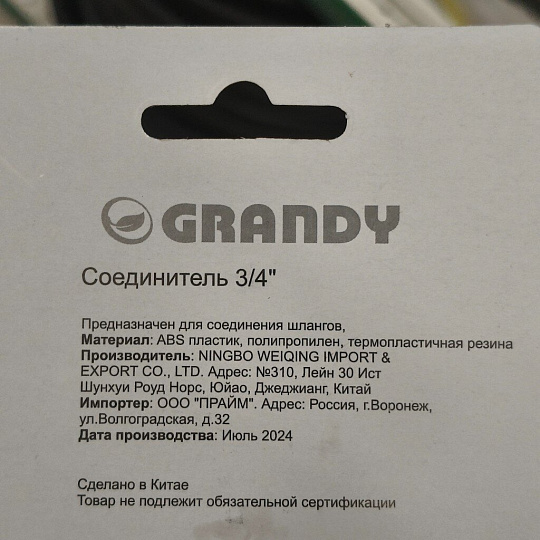 GRANDY
Соединитель 3/4"
Предназначен для соединения шлангов,
Материал: ABS пластик, полипропилен, термопластичная резина
Производитель: NINGBO WEIQING IMPORT &
EXPORT CO., LTD. Адрес: №310, Лейн 30 Ист
Шунхуи Роуд Норс, Юйао, Джеджианг, Китай
Импортер: ООО "ПРАЙМ". Адрес: Россия, г.Воронеж,
ул.Волгоградская, д.32
Дата производства: Июль 2024
Сделано в Китае
Товар не подлежит обязательной сертификации